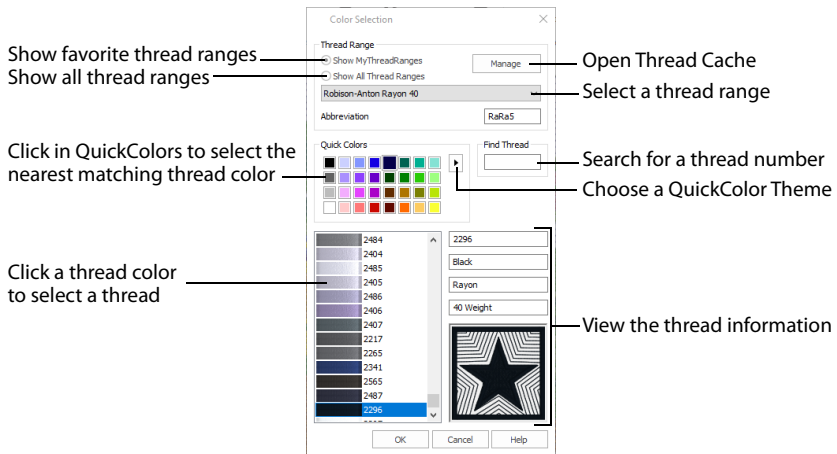 Color Selection
Thread Range
Show favorite thread ranges
Show MyThreadRanges
Manage
Open Thread Cache
Show all thread ranges
Show All Thread Ranges
Robison-Anton Rayon 40
Select a thread range
Abbreviation
RaRa5
Quick Colors
Find Thread
Click in QuickColors to select the
nearest matching thread color
Search for a thread number
Choose a QuickColor Theme
2484
2404
2485
2405
2486
2406
2407
2217
2265
2341
2565
2487
2296
Click a thread color
to select a thread
2296
Black
Rayon
40 Weight
View the thread information
OK
Cancel
Help